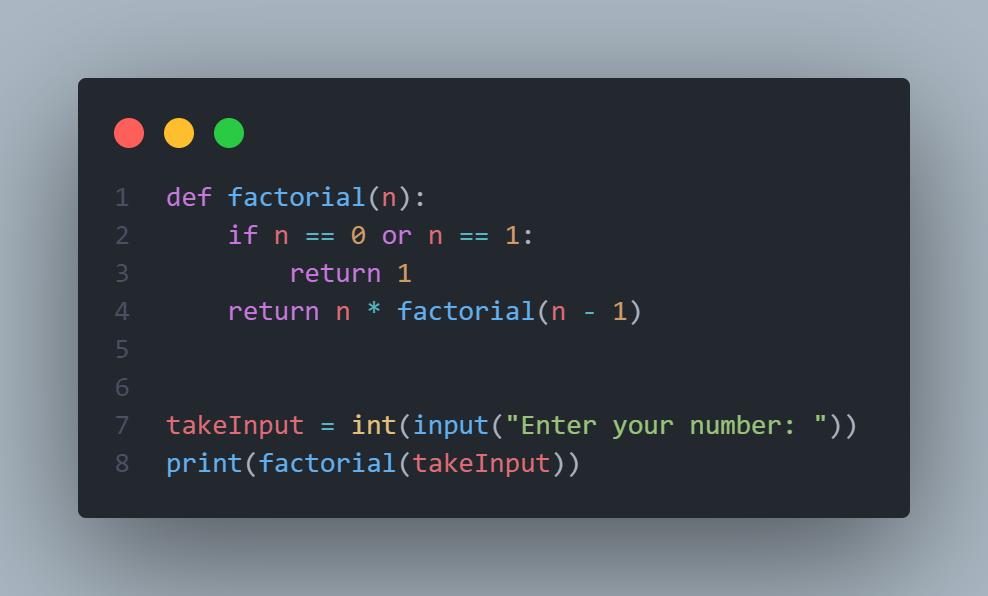 1 def factorial(n):
2     if n == 0 or n == 1:
3         return 1
4     return n * factorial(n - 1)
5
6
7 takeInput = int(input("Enter your number: "))
8 print(factorial(takeInput))